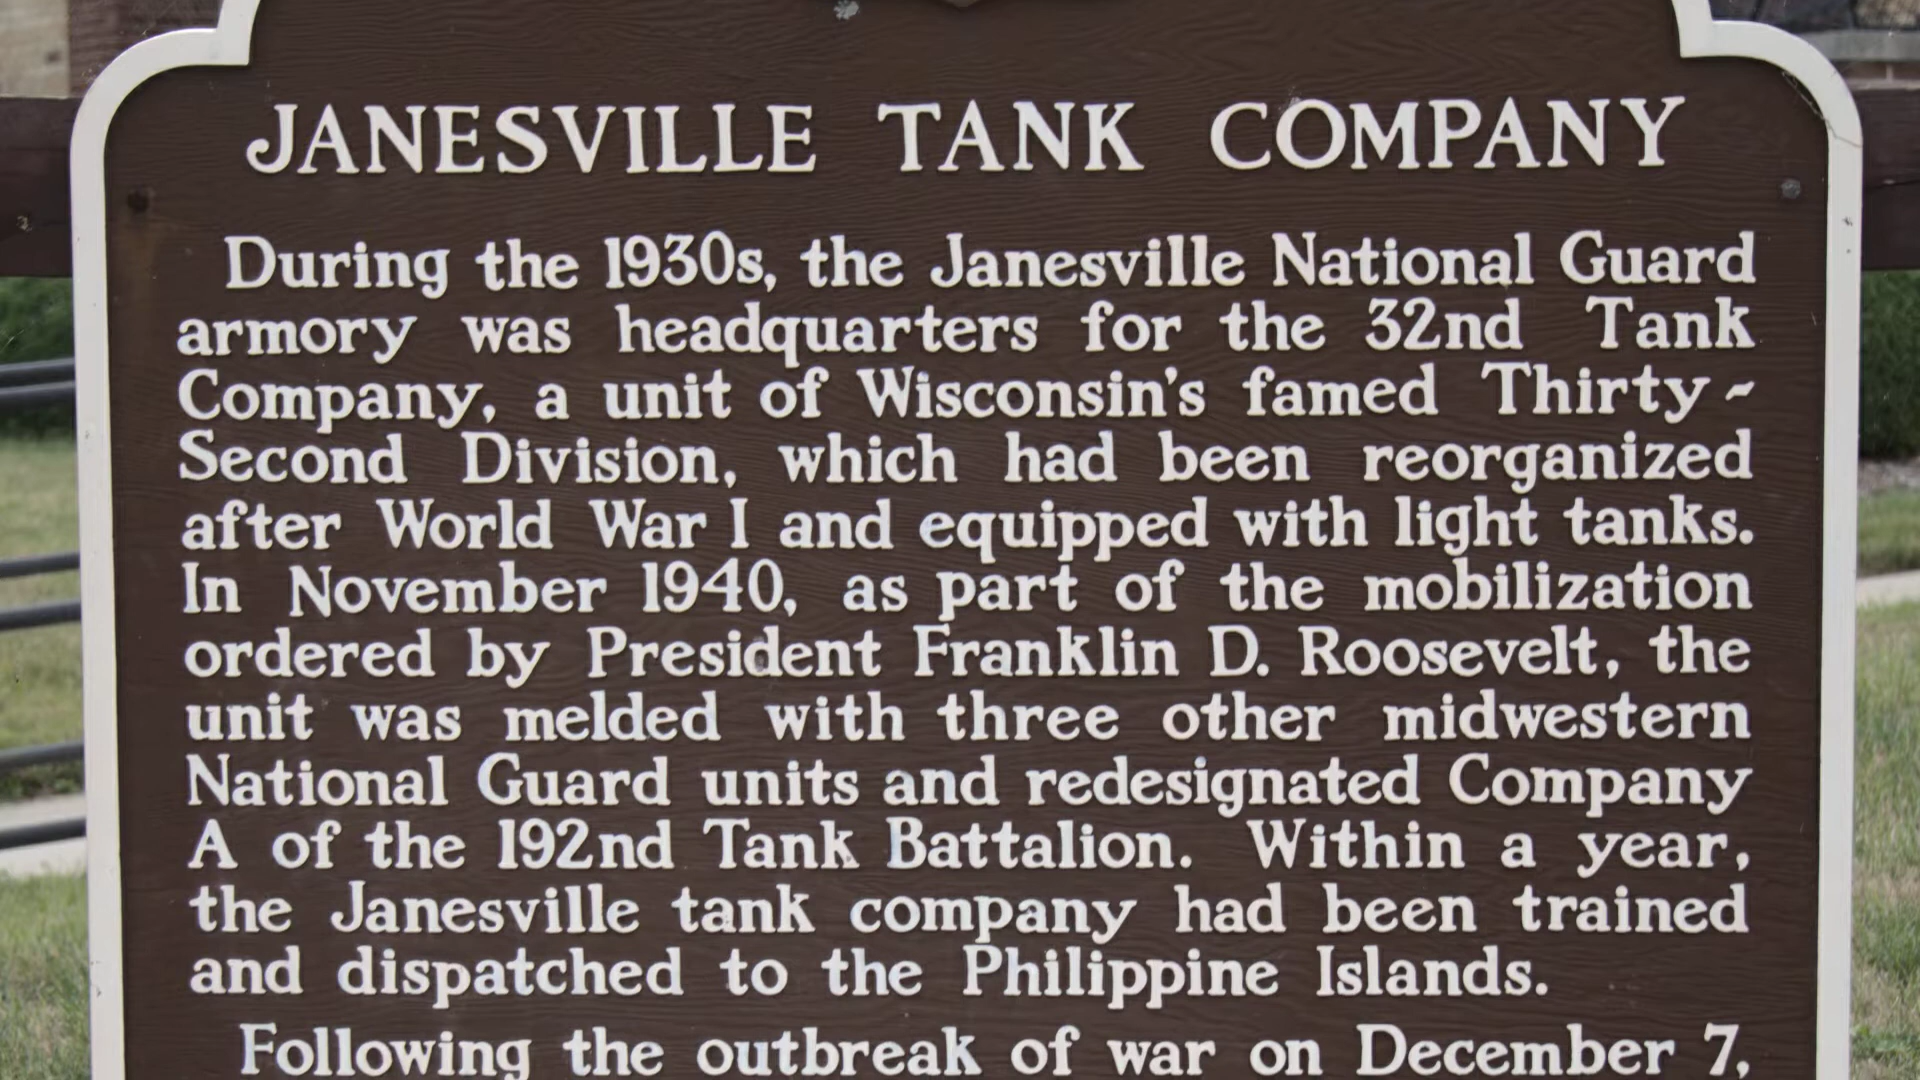 JANESVILLE TANK COMPANY
During the 1930s, the Janesville National Guard
armory was headquarters for the 32nd Tank
Company, a unit of Wisconsin's famed Thirty-
Second Division, which had been reorganized
after World War I and equipped with light tanks.
In November 1940, as part of the mobilization
ordered by President Franklin D. Roosevelt, the
unit was melded with three other midwestern
National Guard units and redesignated Company
A of the 192nd Tank Battalion. Within a year,
the Janesville tank company had been trained
and dispatched to the Philippine Islands.
Following the outbreak of war on December 7,